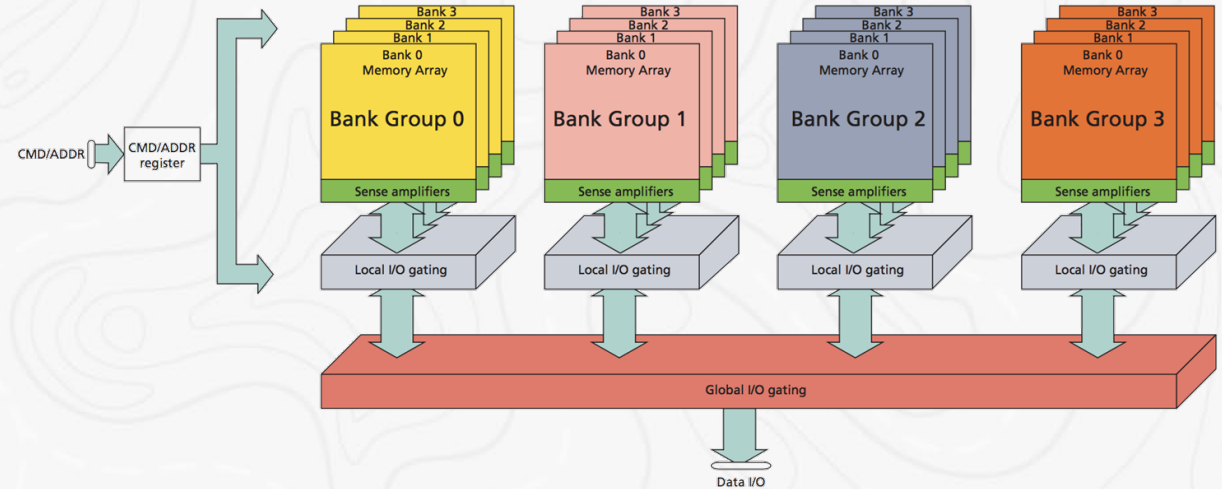 CMD/ADDR
CMD/ADDR
register
Bank 3
Bank 2
Bank 1
Bank 0
Memory Array
Bank Group 0
Sense amplifiers
Local I/O gating
Bank 3
Bank 2
Bank 1
Bank 0
Memory Array
Bank Group 1
Sense amplifiers
Local I/O gating
Bank 3
Bank 2
Bank 1
Bank 0
Memory Array
Bank Group 2
Sense amplifiers
Local I/O gating
Bank 3
Bank 2
Bank 1
Bank 0
Memory Array
Bank Group 3
Sense amplifiers
Local I/O gating
Global I/O gating
Data I/O